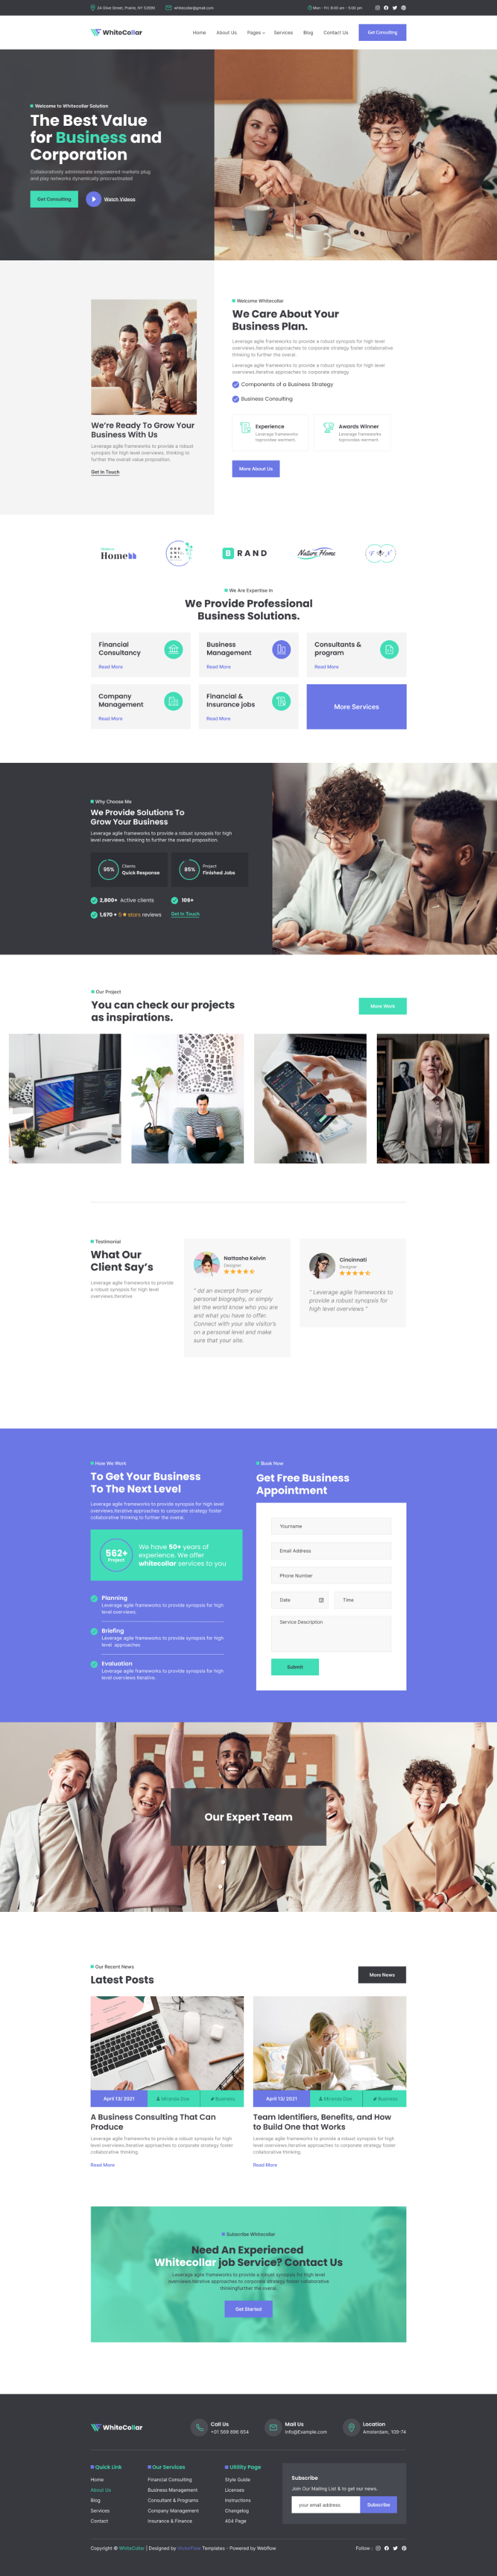 24 Olive Street, Prairie, NY 52698
whitecollar@gmail.com
Mon - Fri 8:00 am - 5:00 pm
WhiteCollar
Home
About Us
Pages
Services
Blog
Contact Us
Get Consulting
Welcome to Whitecollar Solution
The Best Value
for Business and
Corporation
Collaboratively administrate empowered markets plug
and play networks dynamically procrastinated
Get Consulting
Watch Videos
We're Ready To Grow Your
Business With Us
Leverage agile frameworks to provide a robust
synopsis for high level overviews. thinking to
further the overall value proposition.
Get In Touch
Welcome Whitecollar
We Care About Your
Business Plan.
Leverage agile frameworks to provide a robust synopsis for high level
overviews.Iterative approaches to corporate strategy foster collaborative
thinking to further the overal.
Leverage agile frameworks to provide a robust synopsis for high level
overviews.Iterative approaches to corporate strategy
Components of a Business Strategy
Business Consulting
Experience
Leverage frameworks
toprovides warment.
Awards Winner
Leverage frameworks
toprovides warment.
More About Us
Home
BRAND
Nature Home
We Are Expertise In
We Provide Professional
Business Solutions.
Financial
Consultancy
Read More
Business
Management
Read More
Consultants &
program
Read More
Company
Management
Read More
Financial &
Insurance jobs
Read More
More Services
Why Choose Me
We Provide Solutions To
Grow Your Business
Leverage agile frameworks to provide a robust synopsis for high
level overviews. thinking to further the overall proposition.
95%
Clients
Quick Response
85%
Project
Finished Jobs
2,800+ Active clients
108+
1,670 + 5 stars reviews
Get In Touch
Our Project
You can check our projects
as inspirations.
More Work
Testimonial
What Our
Client Say's
Leverage agile frameworks to provide
a robust synopsis for high level
overviews Iterative
Nattasha Kelvin
Designer
" dd an excerpt from your
personal biography, or simply
let the world know who you are
and what you have to offer.
Connect with your site visitor's
on a personal level and make
sure that your site.
Cincinnati
Designer
" Leverage agile frameworks to
provide a robust synopsis for
high level overviews "
How We Work
To Get Your Business
To The Next Level
Leverage agile frameworks to provide a robust synopsis for high level
overviews.Iterative approaches to corporate strategy foster
collaborative thinking to further the overal.
562+
Project
We have 50+ years of
experience. We offer
whitecollar services to you
Planning
Leverage agile frameworks to provide synopsis for high
level overviews.
Briefing
Leverage agile frameworks to provide synopsis for high
level approaches
Evaluation
Leverage agile frameworks to provide synopsis for high
level overviews Iterative.
Book Now
Get Free Business
Appointment
Yourname
Email Address
Phone Number
Date
Time
Service Description
Submit
Our Expert Team
Our Recent News
Latest Posts
More News
April 13/ 2021
Miranda Doe
Business
A Business Consulting That Can
Produce
Leverage agile frameworks to provide a robust synopsis for high level
overviews.Iterative approaches to corporate strategy foster
collaborative thinking.
Read More
April 13/ 2021
Miranda Doe
Business
Team Identifiers, Benefits, and How
to Build One that Works
Leverage agile frameworks to provide a robust synopsis for high level
overviews.Iterative approaches to corporate strategy foster
collaborative thinking.
Read More
Subscribe Whitecollar
Need An Experienced
Whitecollar job Service? Contact Us
Leverage agile frameworks to provide a robust synopsis for high level
overviews.Iterative approaches to corporate strategy foster collaborative
thinkingfurther the overal.
Get Started
WhiteCollar
Call Us
+01 569 896 654
Mail Us
Info@Example.com
Location
Amsterdam, 109-74
Quick Link
Home
About Us
Blog
Services
Contact
Our Services
Financial Consulting
Business Management
Consultant & Programs
Company Management
Insurance & Finance
Utility Page
Style Guide
Licenses
Instructions
Changelog
404 Page
Subscribe
Join Our Mailing List & to get our news.
your email address
Subscribe
Copyright © WhiteCollar | Designed by VictorFlow Templates - Powered by Webflow
Follow :